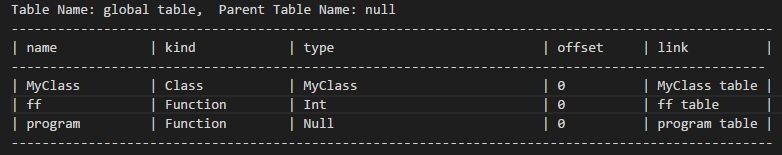 Table Name: global table,  Parent Table Name: null
-----------------------------------------------------------------------------------------------
| name           | kind           | type                          | offset    | link          |
-----------------------------------------------------------------------------------------------
| MyClass        | Class          | MyClass                       | 0         | MyClass table |
| ff             | Function       | Int                           | 0         | ff table      |
| program        | Function       | Null                          | 0         | program table |
-----------------------------------------------------------------------------------------------